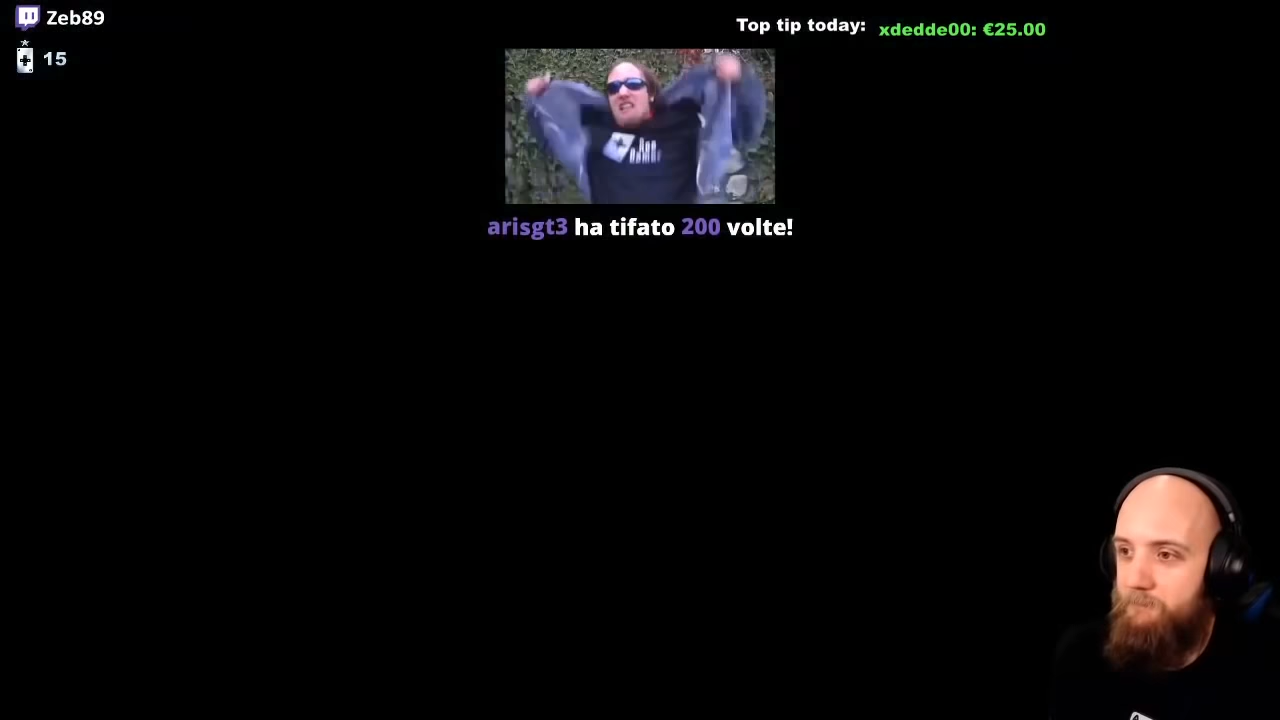 Zeb89
15
Top tip today: xdedde00: €25.00
arisgt3 ha tifato 200 volte!